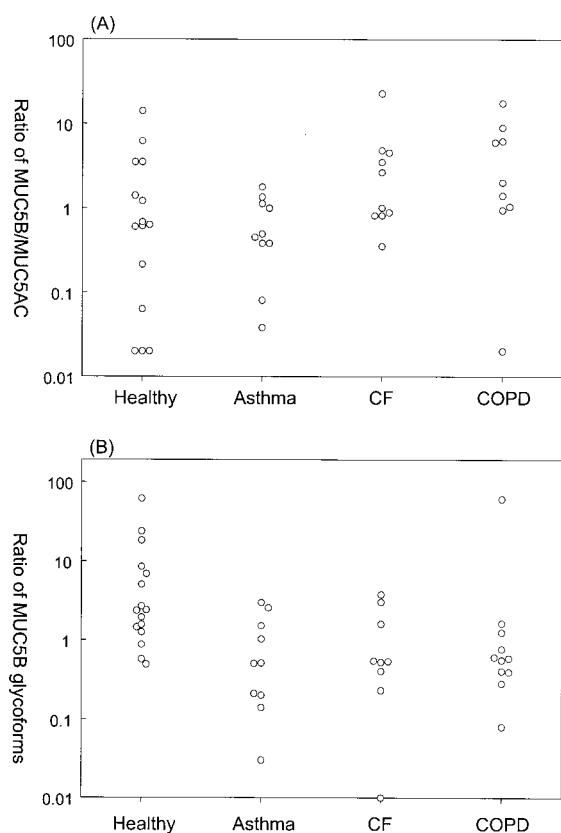 (A)
Ratio of MUC5B/MUC5AC
100
10
1
0.1
0.01
Healthy Asthma CF COPD
(B)
Ratio of MUC5B glycoforms
100
10
1
0.1
0.01
Healthy Asthma CF COPD